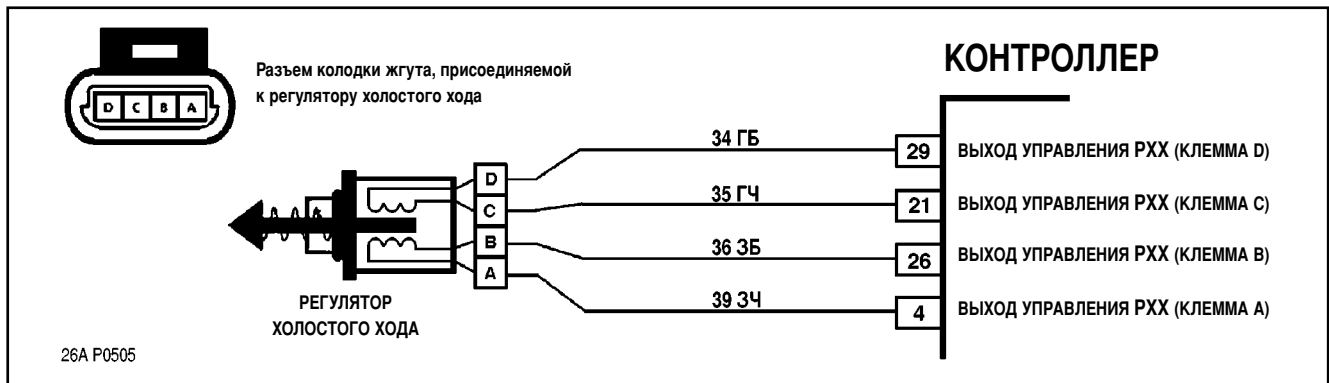 Разъем колодки жгута, присоединяемой
к регулятору холостого хода
D C B A
КОНТРОЛЛЕР
34 ГБ
29 ВЫХОД УПРАВЛЕНИЯ РХХ (КЛЕММА D)
35 ГЧ
21 ВЫХОД УПРАВЛЕНИЯ РХХ (КЛЕММА C)
36 ЗБ
26 ВЫХОД УПРАВЛЕНИЯ РХХ (КЛЕММА B)
39 ЗЧ
4 ВЫХОД УПРАВЛЕНИЯ РХХ (КЛЕММА A)
D
C
B
A
РЕГУЛЯТОР
ХОЛОСТОГО ХОДА
26A P0505